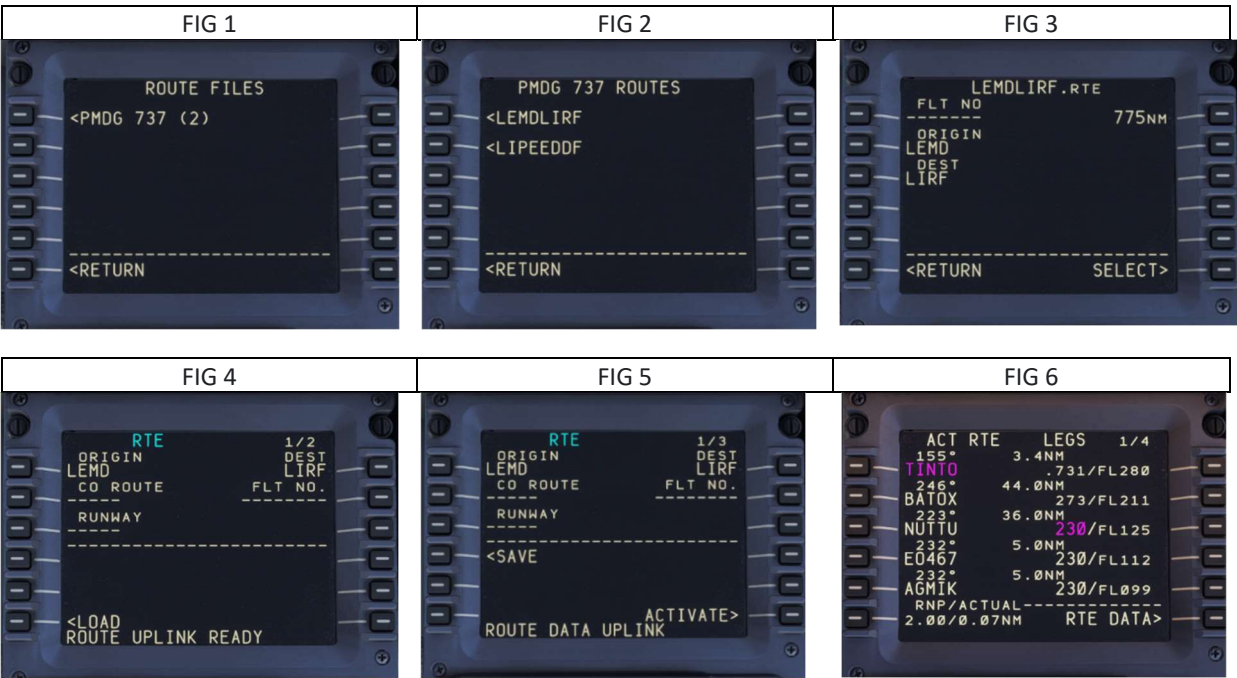 FIG 1
FIG 2
FIG 3
ROUTE FILES
<PMDG 737 (2)
<RETURN
PMDG 737 ROUTES
<LEMDLIRF
<LIPEEDDF
<RETURN
LEMDLIRF.RTE
FLT NO
------- 775NM
ORIGIN
LEMD
DEST
LIRF
-----------------------
<RETURN SELECT>
FIG 4
FIG 5
FIG 6
RTE 1/2
ORIGIN DEST
LEMD LIRF
CO ROUTE FLT NO.
----- --------
RUNWAY
-----
<LOAD
ROUTE UPLINK READY
RTE 1/3
ORIGIN DEST
LEMD LIRF
CO ROUTE FLT NO.
----- --------
RUNWAY
-----
<SAVE
ACTIVATE>
ROUTE DATA UPLINK
ACT RTE LEGS 1/4
155° 3.4NM
TINTO .731/FL280
246° 44.0NM
BATOX 273/FL211
223° 36.0NM
NUTTU 230/FL125
232° 5.0NM
EO467 230/FL112
232° 5.0NM
AGMIK 230/FL099
RNP/ACTUAL-------------
2.00/0.07NM RTE DATA>